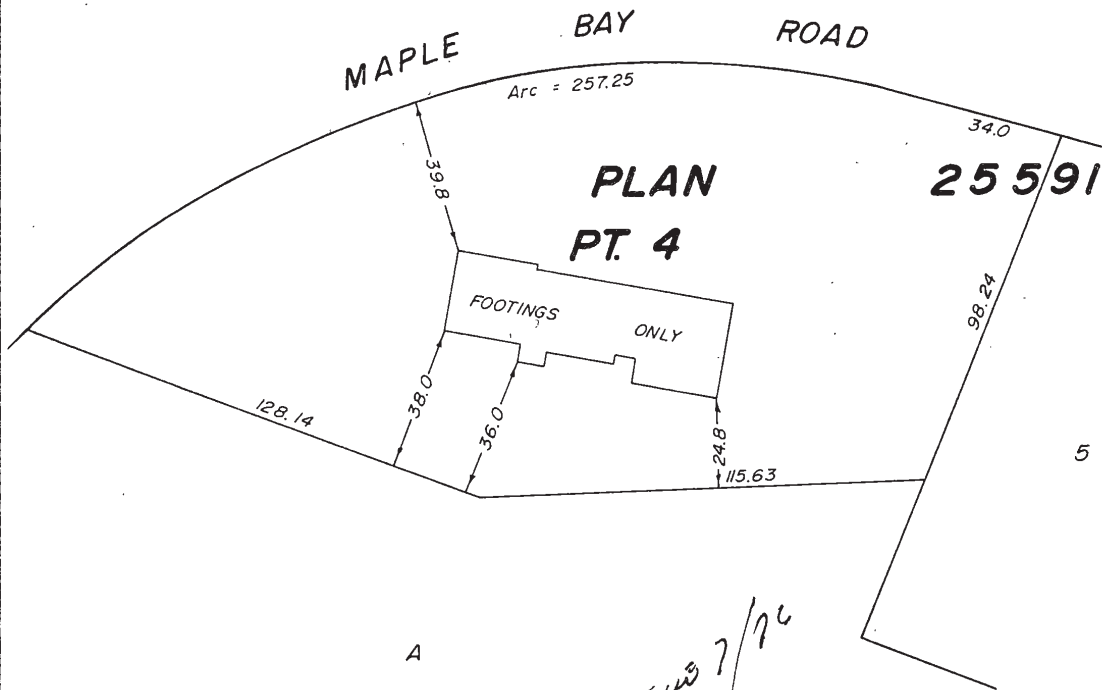 MAPLE BAY ROAD
Arc = 257.25
34.0
39.8
PLAN 25591
PT. 4
98.24
FOOTINGS ONLY
128.14
38.0
36.0
24.8
115.63
5
A